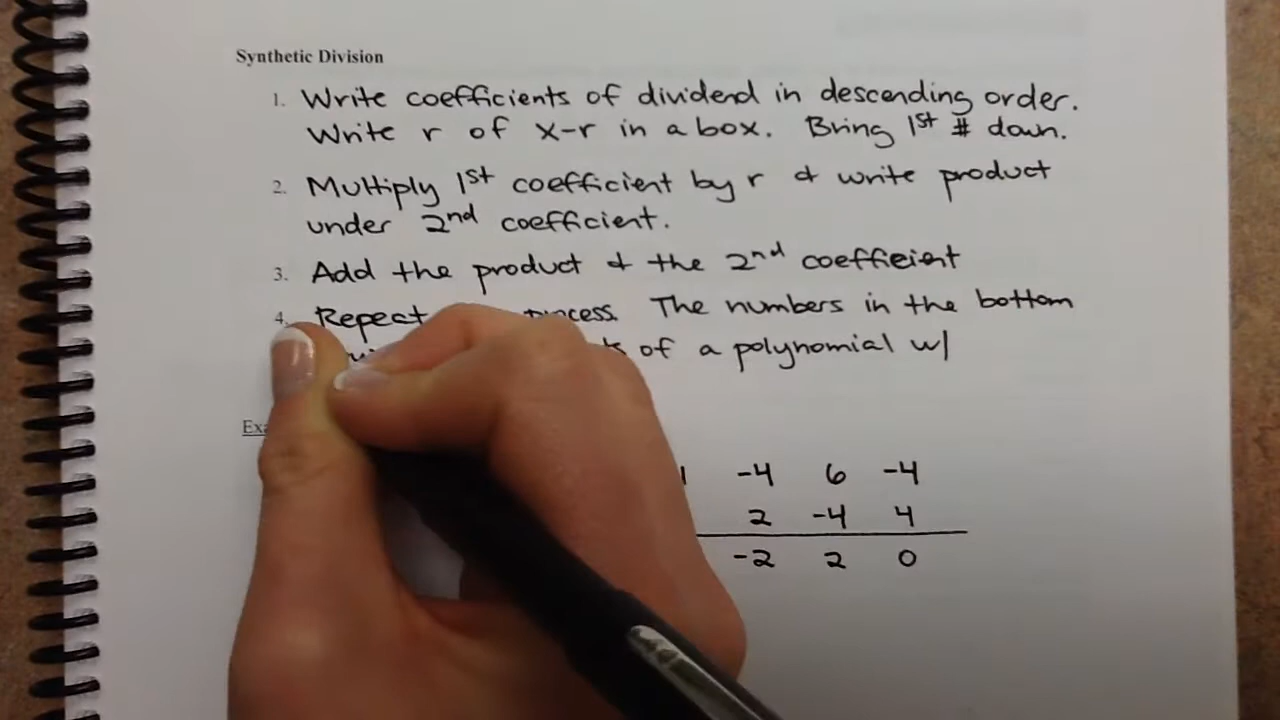 Synthetic Division
1. Write coefficients of dividend in descending order.
Write r of x-r in a box. Bring 1st # down.
2. Multiply 1st coefficient by r & write product
under 2nd coefficient.
3. Add the product & the 2nd coefficient
4. Repeat The numbers in the bottom
of a polynomial w/
-4 6 -4
2 -4 4
-2 2 0